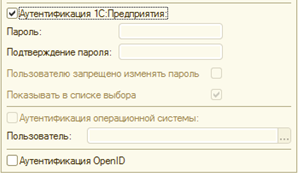 Аутентификация 1С:Предприятия:
Пароль:
Подтверждение пароля:
Пользователю запрещено изменять пароль
Показывать в списке выбора
Аутентификация операционной системы:
Пользователь: ...
Аутентификация OpenID